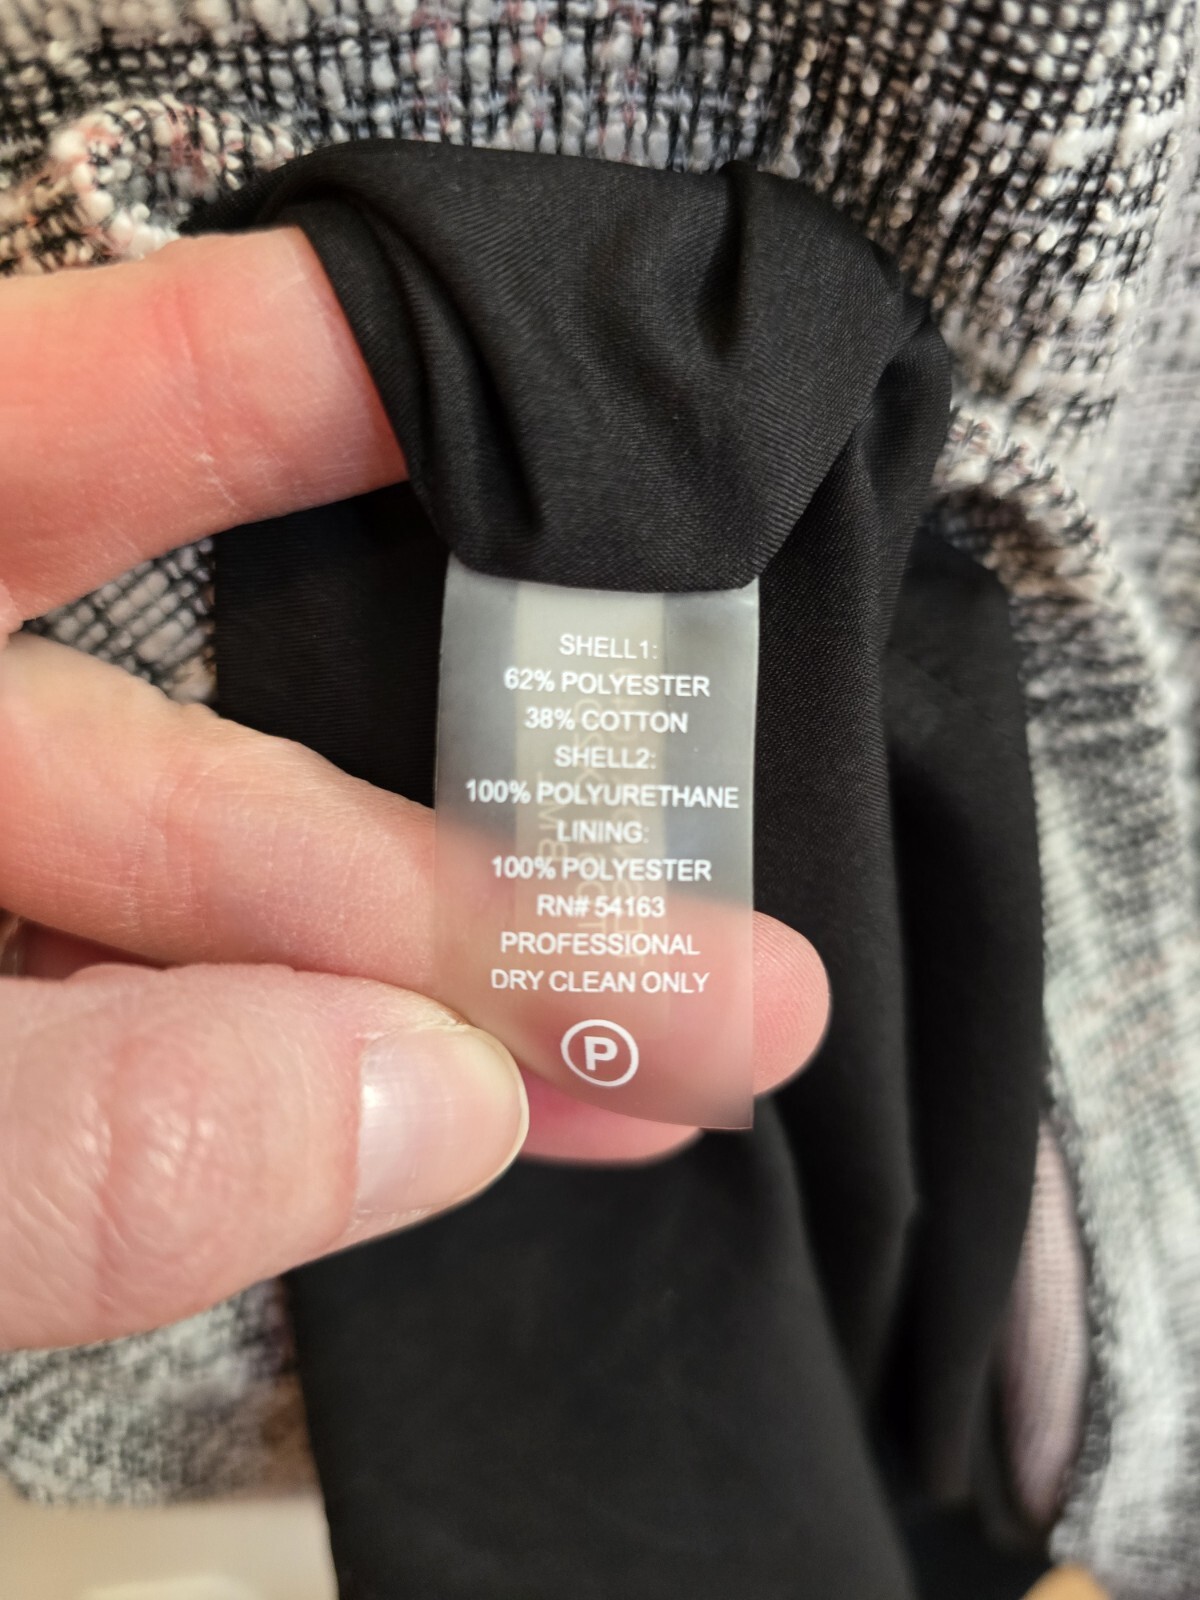 SHELL1:
62% POLYESTER
38% COTTON
SHELL2:
100% POLYURETHANE
LINING:
100% POLYESTER
RN# 54163
PROFESSIONAL
DRY CLEAN ONLY
P